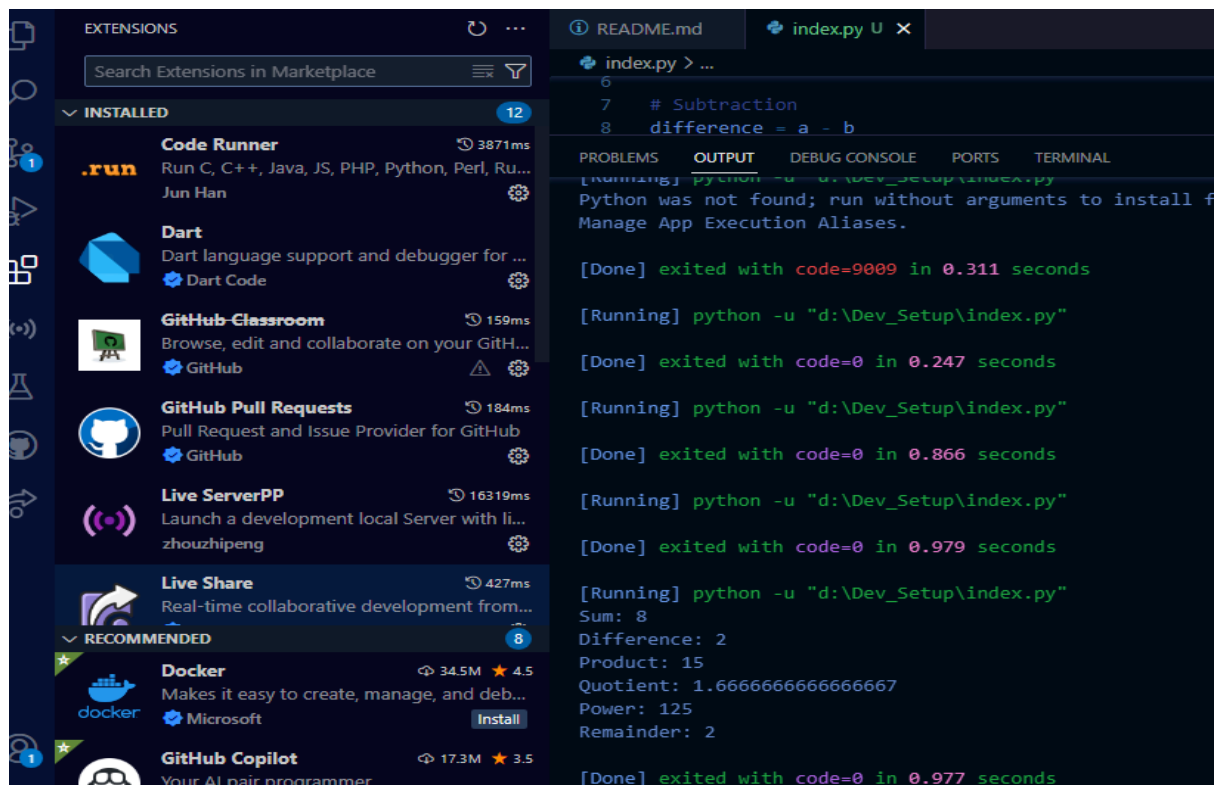 EXTENSIONS
Search Extensions in Marketplace
INSTALLED 12
Code Runner 3871ms
.run
Run C, C++, Java, JS, PHP, Python, Perl, Ru...
Jun Han
Dart
Dart language support and debugger for ...
Dart Code
GitHub Classroom 159ms
Browse, edit and collaborate on your GitH...
GitHub
GitHub Pull Requests 184ms
Pull Request and Issue Provider for GitHub
GitHub
Live ServerPP 16319ms
Launch a development local Server with li...
zhouzhipeng
Live Share 427ms
Real-time collaborative development from...
RECOMMENDED 8
Docker 34.5M ★ 4.5
Makes it easy to create, manage, and deb...
docker
Microsoft Install
GitHub Copilot 17.3M ★ 3.5
Your AI pair programmer
1
1
README.md index.py U
index.py > ...
6
7 # Subtraction
8 difference = a - b
PROBLEMS OUTPUT DEBUG CONSOLE PORTS TERMINAL
[Running] python -u "d:\Dev_Setup\index.py"
Python was not found; run without arguments to install f
Manage App Execution Aliases.
[Done] exited with code=9009 in 0.311 seconds
[Running] python -u "d:\Dev_Setup\index.py"
[Done] exited with code=0 in 0.247 seconds
[Running] python -u "d:\Dev_Setup\index.py"
[Done] exited with code=0 in 0.866 seconds
[Running] python -u "d:\Dev_Setup\index.py"
[Done] exited with code=0 in 0.979 seconds
[Running] python -u "d:\Dev_Setup\index.py"
Sum: 8
Difference: 2
Product: 15
Quotient: 1.6666666666666667
Power: 125
Remainder: 2
[Done] exited with code=0 in 0.977 seconds